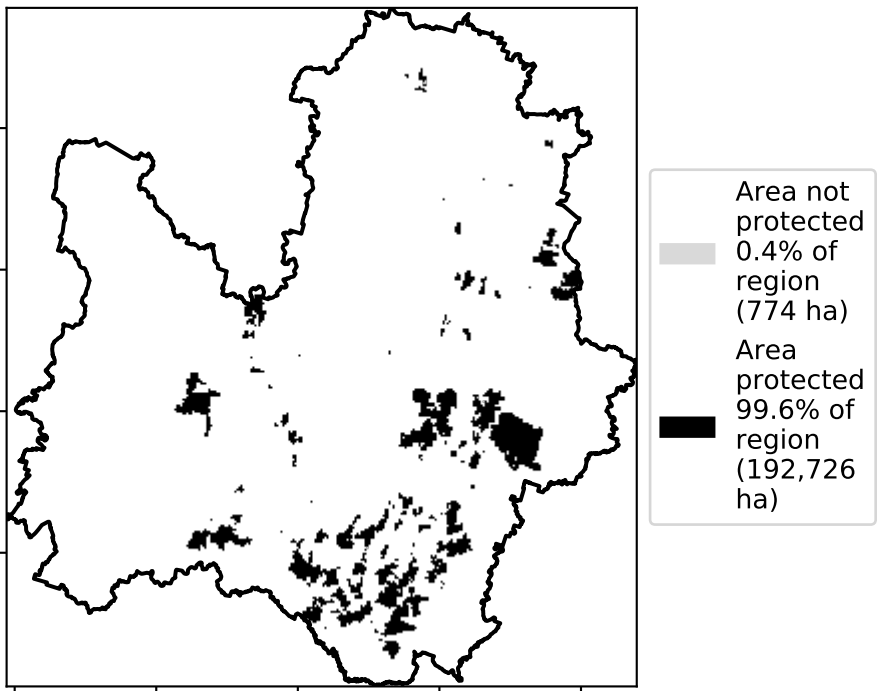 Area not
protected
0.4% of
region
(774 ha)
Area
protected
99.6% of
region
(192,726
ha)